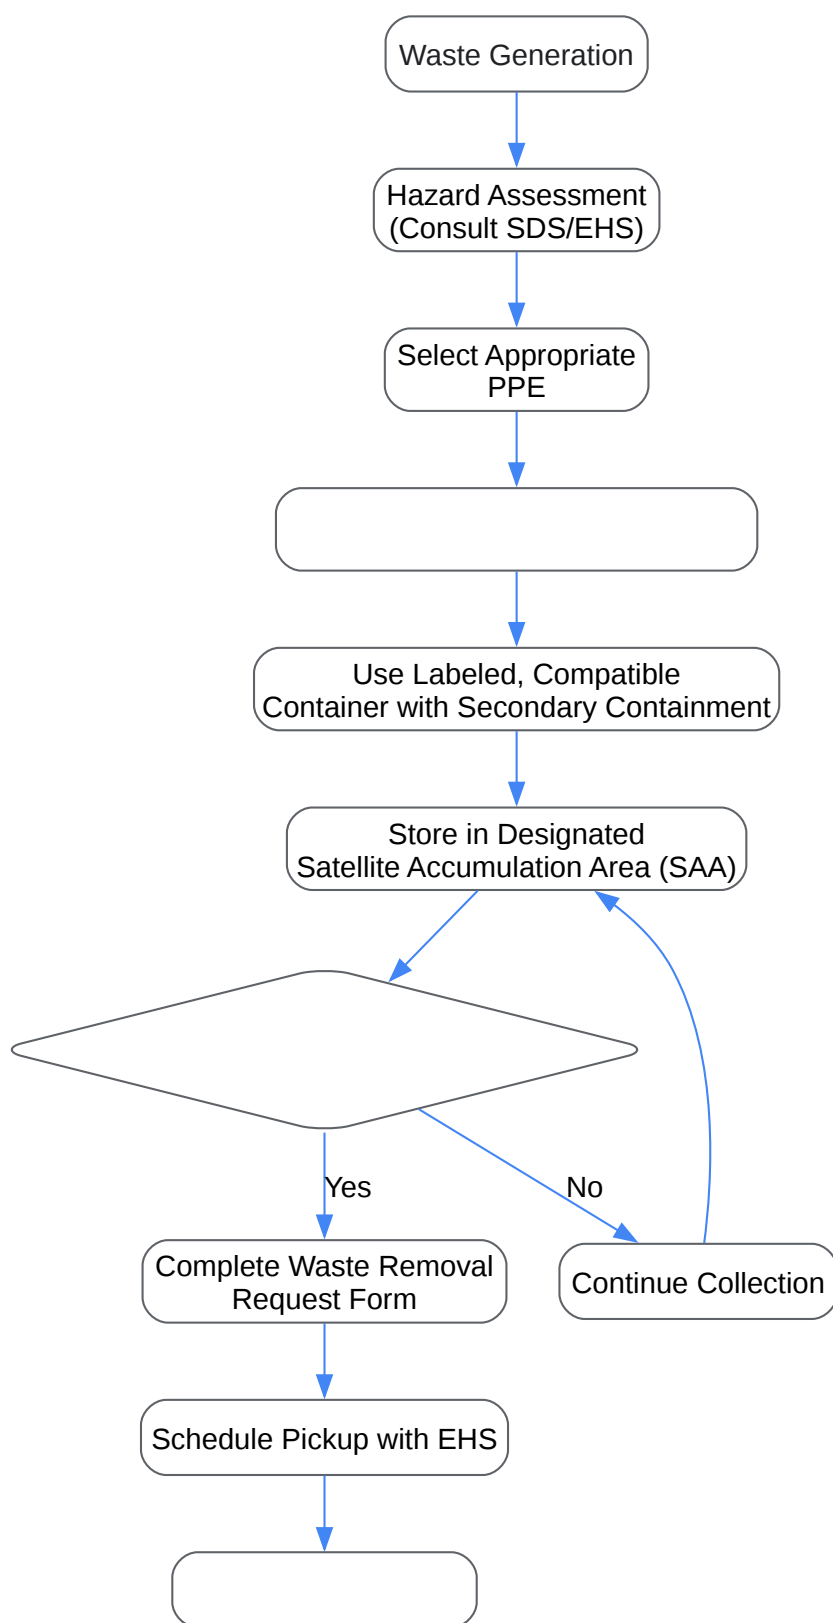 Waste Generation
Hazard Assessment
(Consult SDS/EHS)
Select Appropriate
PPE
Use Labeled, Compatible
Container with Secondary Containment
Store in Designated
Satellite Accumulation Area (SAA)
Yes
No
Complete Waste Removal
Request Form
Continue Collection
Schedule Pickup with EHS